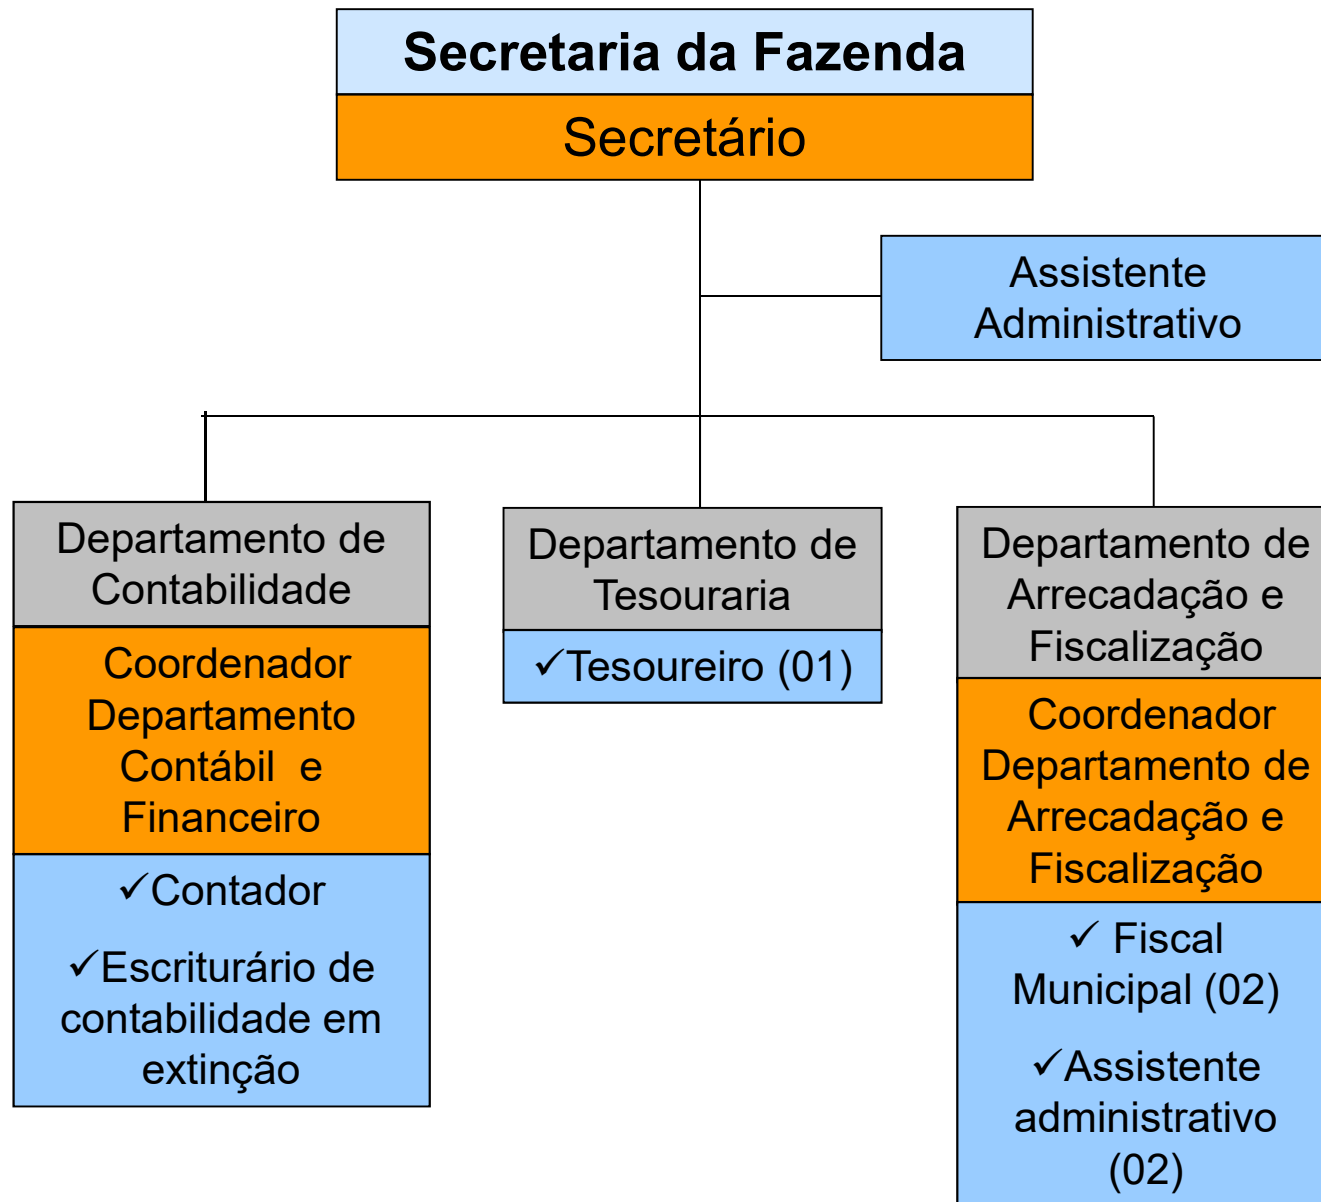 Secretaria da Fazenda
Secretário
Assistente
Administrativo
Departamento de
Contabilidade
Coordenador
Departamento
Contábil e
Financeiro
✓Contador
✓Escriturário de
contabilidade em
extinção
Departamento de
Tesouraria
✓Tesoureiro (01)
Departamento de
Arrecadação e
Fiscalização
Coordenador
Departamento de
Arrecadação e
Fiscalização
✓ Fiscal
Municipal (02)
✓Assistente
administrativo
(02)